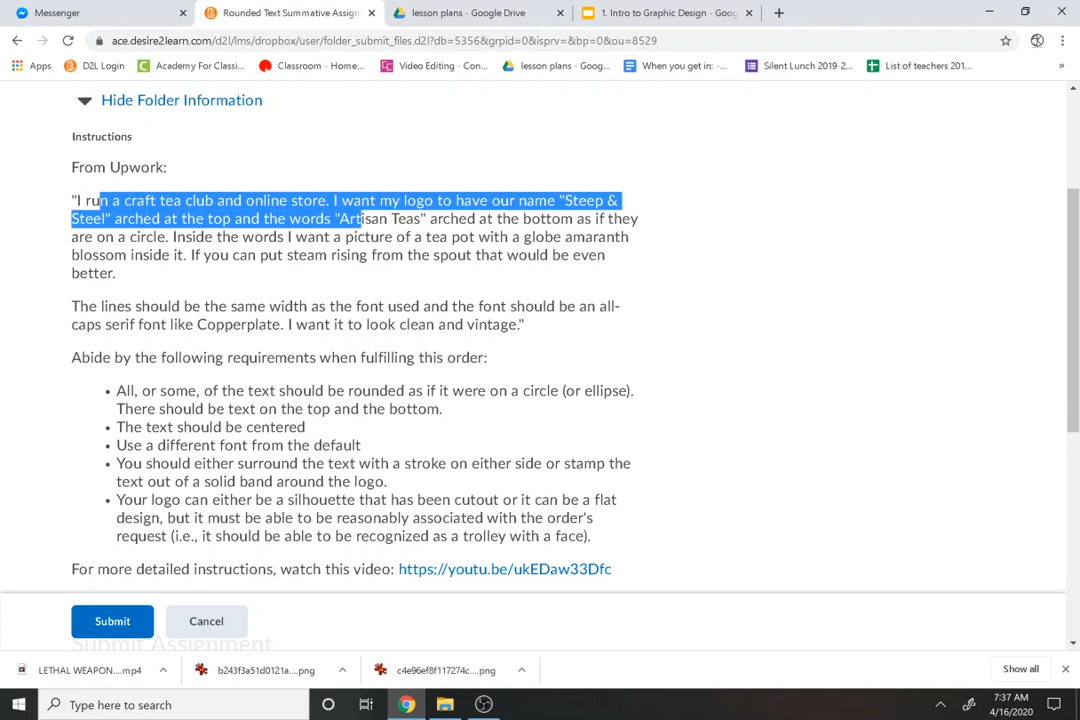 Messenger
Rounded Text Summative Assign
lesson plans - Google Drive
1. Intro to Graphic Design - Goog
ace.desire2learn.com/d2l/lms/dropbox/user/folder_submit_files.d2l?db=5356&grpid=0&isprv=&bp=0&ou=8529
Apps
D2L Login
Academy For Classi...
Classroom - Home...
Video Editing - Con...
lesson plans - Goog...
When you get in: -...
Silent Lunch 2019-2...
List of teachers 201...
»
Hide Folder Information
Instructions
From Upwork:
"I run a craft tea club and online store. I want my logo to have our name "Steep &
Steel" arched at the top and the words "Artisan Teas" arched at the bottom as if they
are on a circle. Inside the words I want a picture of a tea pot with a globe amaranth
blossom inside it. If you can put steam rising from the spout that would be even
better.
The lines should be the same width as the font used and the font should be an all-
caps serif font like Copperplate. I want it to look clean and vintage."
Abide by the following requirements when fulfilling this order:
• All, or some, of the text should be rounded as if it were on a circle (or ellipse).
There should be text on the top and the bottom.
• The text should be centered
• Use a different font from the default
• You should either surround the text with a stroke on either side or stamp the
text out of a solid band around the logo.
• Your logo can either be a silhouette that has been cutout or it can be a flat
design, but it must be able to be reasonably associated with the order's
request (i.e., it should be able to be recognized as a trolley with a face).
For more detailed instructions, watch this video: https://youtu.be/ukEDaw33Dfc
Submit
Cancel
Submit Assignment
LETHAL WEAPON....mp4
b243f3a51d0121a....png
c4e96ef8f117274c....png
Show all
Type here to search
7:37 AM
4/16/2020